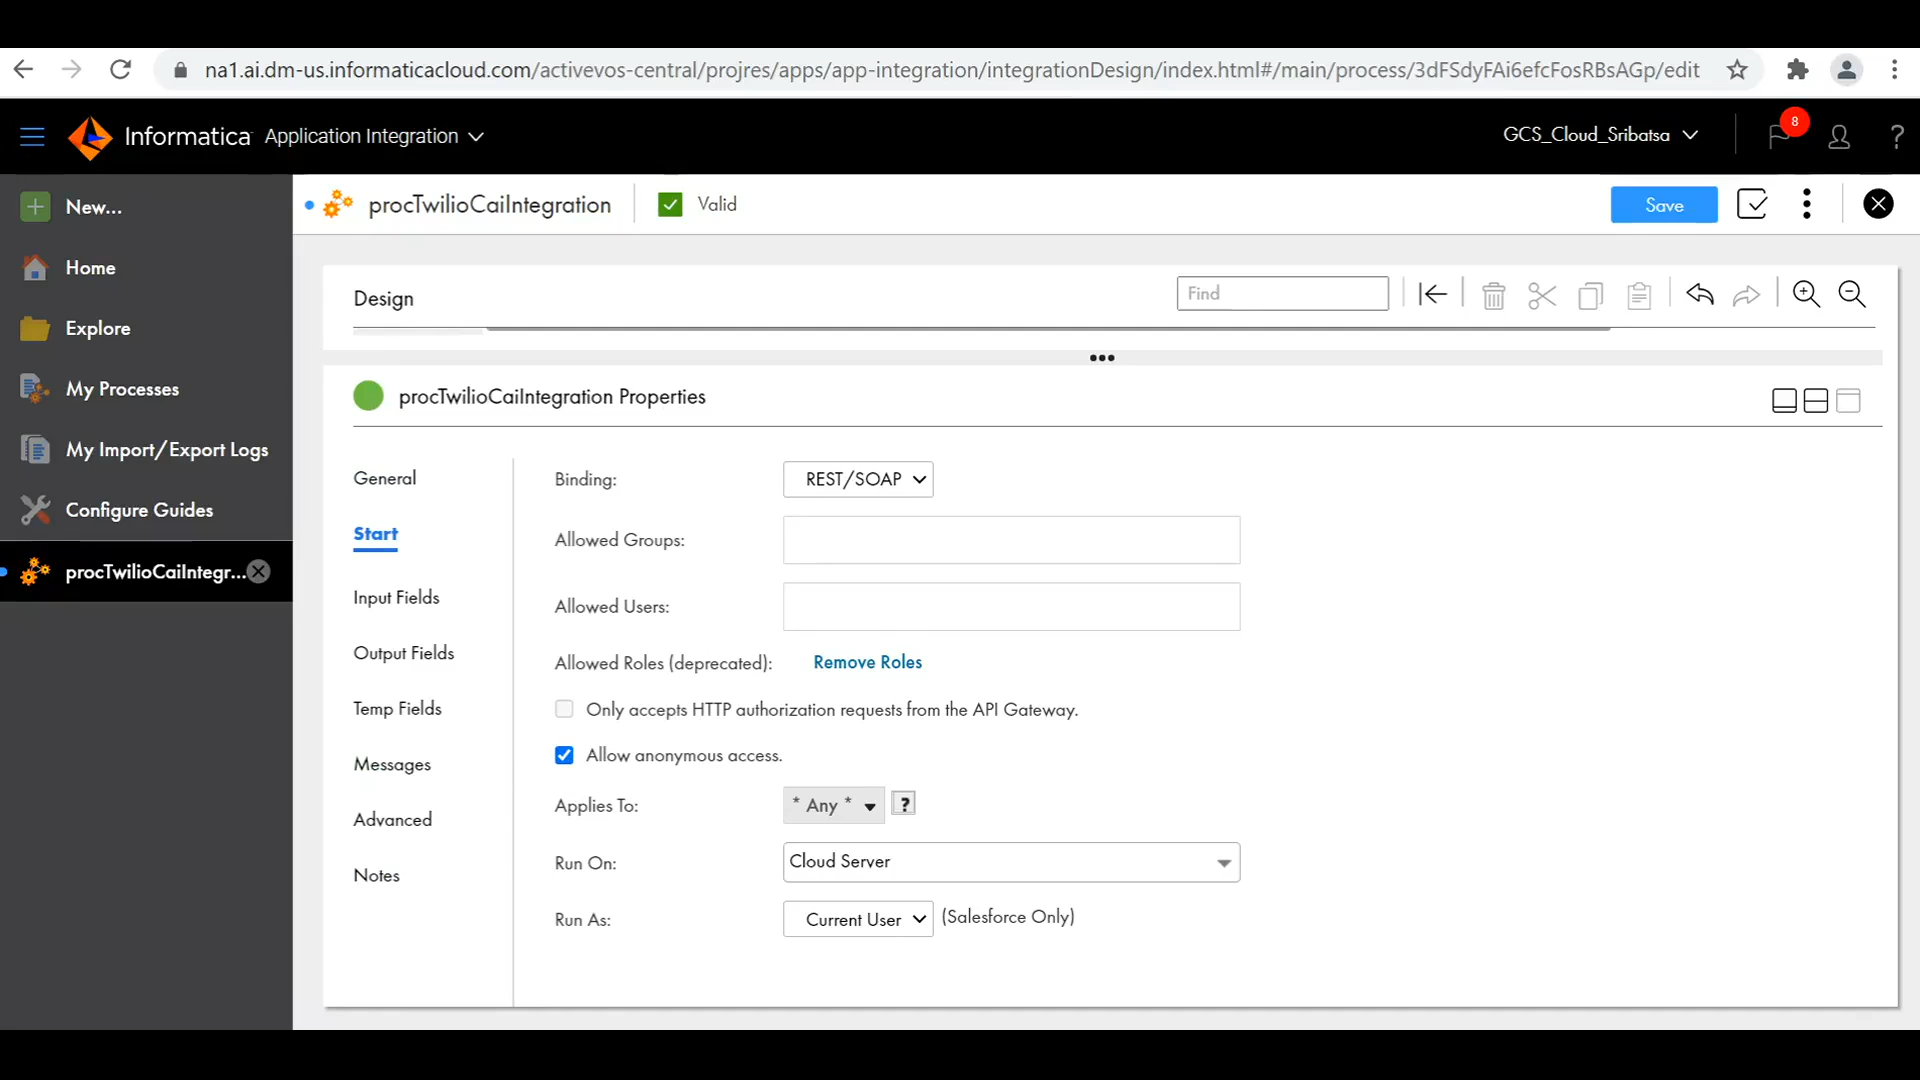 na1.ai.dm-us.informaticacloud.com/activevos-central/projres/apps/app-integration/integrationDesign/index.html#/main/process/3dFSdyFAi6efcFosRBsAGp/edit
Informatica Application Integration
GCS_Cloud_Sribatsa
8
?
New...
Home
Explore
My Processes
My Import/Export Logs
Configure Guides
procTwilioCaiIntegr...
procTwilioCaiIntegration
Valid
Save
Design
Find
procTwilioCaiIntegration Properties
General
Start
Input Fields
Output Fields
Temp Fields
Messages
Advanced
Notes
Binding: REST/SOAP
Allowed Groups:
Allowed Users:
Allowed Roles (deprecated): Remove Roles
Only accepts HTTP authorization requests from the API Gateway.
Allow anonymous access.
Applies To: * Any * ?
Run On: Cloud Server
Run As: Current User (Salesforce Only)